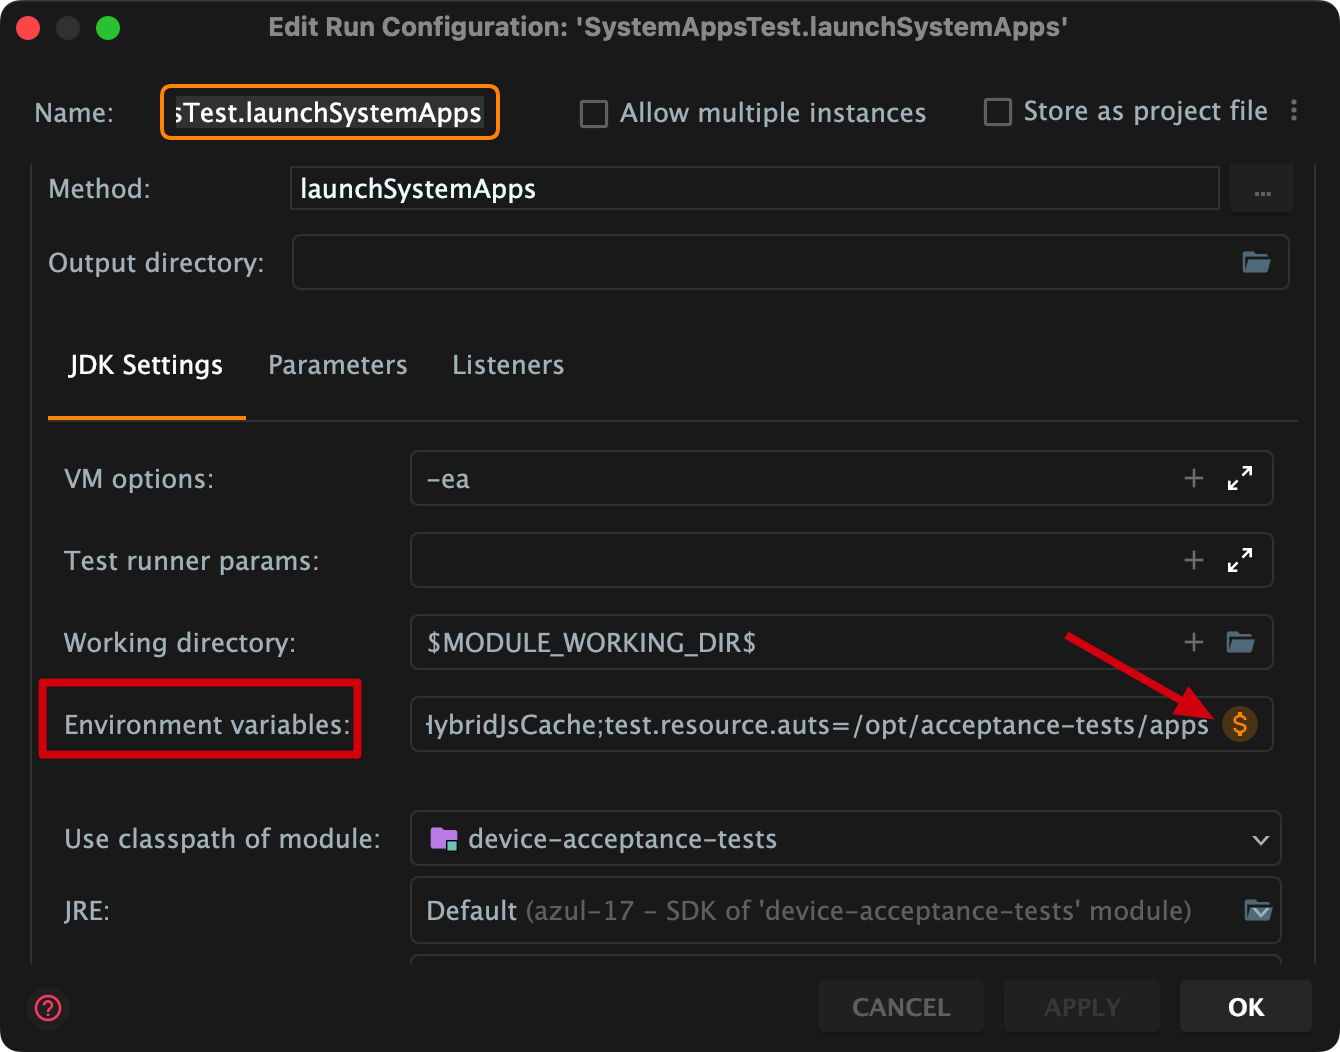 Edit Run Configuration: 'SystemAppsTest.launchSystemApps'
Name: sTest.launchSystemApps Allow multiple instances Store as project file
Method: launchSystemApps ...
Output directory:
JDK Settings Parameters Listeners
VM options: -ea
Test runner params:
Working directory: $MODULE_WORKING_DIR$
Environment variables: HybridJsCache;test.resource.auts=/opt/acceptance-tests/apps $
Use classpath of module: device-acceptance-tests
JRE: Default (azul-17 - SDK of 'device-acceptance-tests' module)
? CANCEL APPLY OK